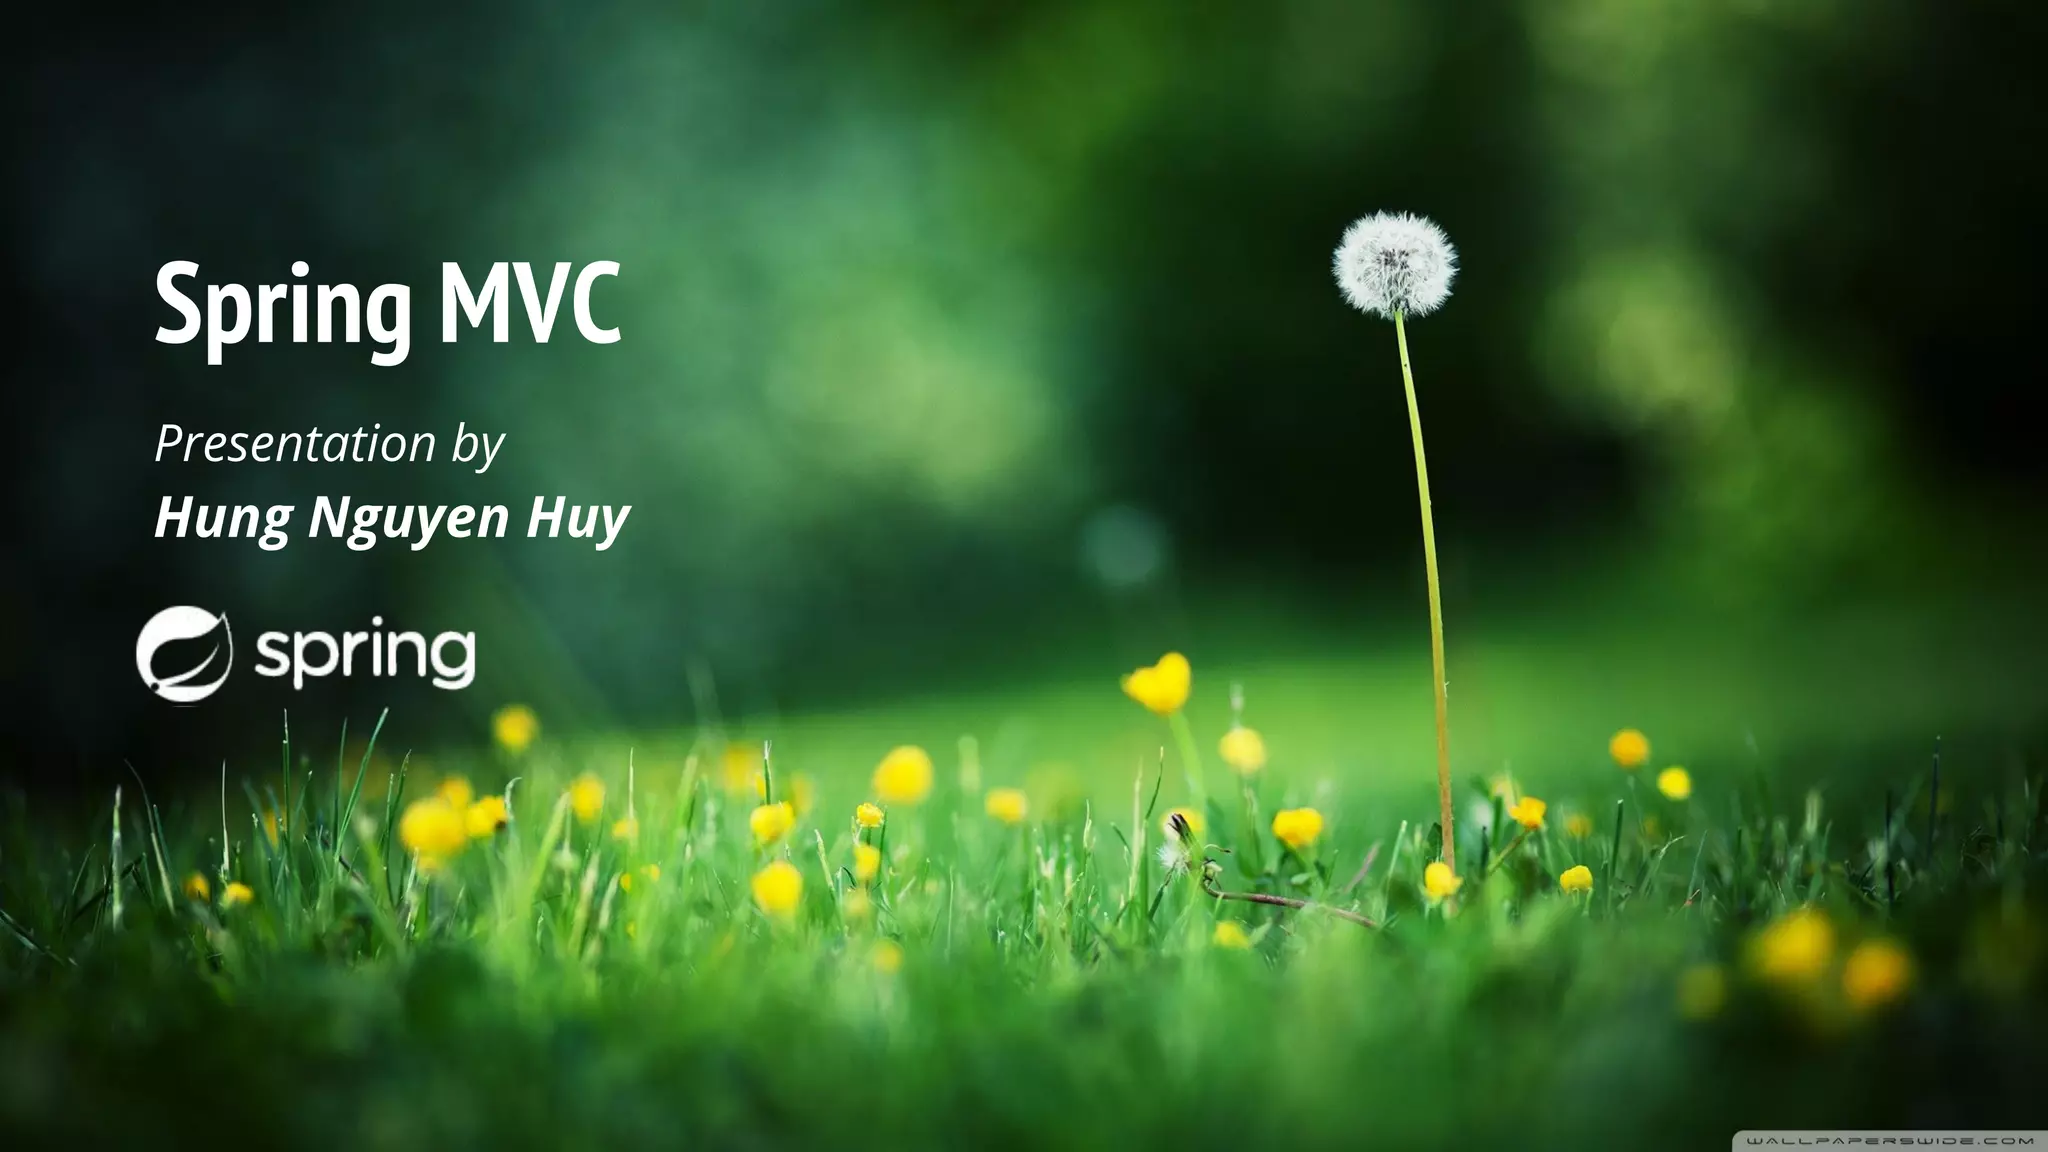 Spring MVC
Presentation by
Hung Nguyen Huy
spring
WALLPAPERSWIDE.COM